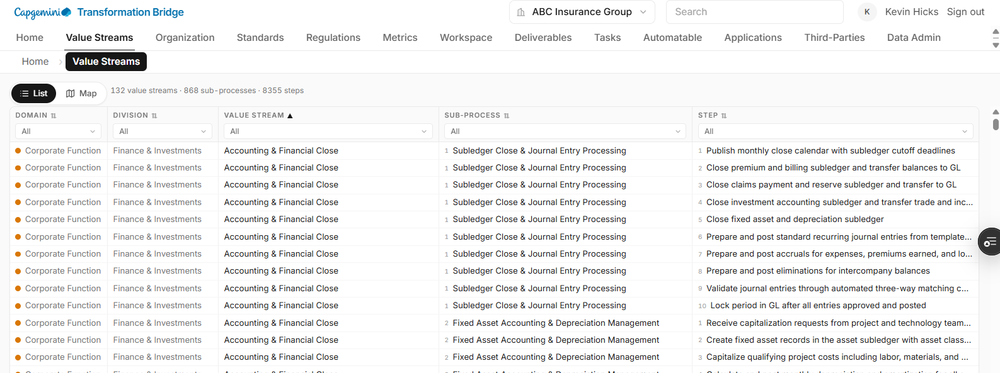 Capgemini Transformation Bridge
ABC Insurance Group
Search
K Kevin Hicks Sign out
Home Value Streams Organization Standards Regulations Metrics Workspace Deliverables Tasks Automatable Applications Third-Parties Data Admin
Home › Value Streams
List Map 132 value streams · 868 sub-processes · 8355 steps
DOMAIN DIVISION VALUE STREAM SUB-PROCESS STEP
All All All All All
Corporate Function Finance & Investments Accounting & Financial Close 1 Subledger Close & Journal Entry Processing 1 Publish monthly close calendar with subledger cutoff deadlines
Corporate Function Finance & Investments Accounting & Financial Close 1 Subledger Close & Journal Entry Processing 2 Close premium and billing subledger and transfer balances to GL
Corporate Function Finance & Investments Accounting & Financial Close 1 Subledger Close & Journal Entry Processing 3 Close claims payment and reserve subledger and transfer to GL
Corporate Function Finance & Investments Accounting & Financial Close 1 Subledger Close & Journal Entry Processing 4 Close investment accounting subledger and transfer trade and inc...
Corporate Function Finance & Investments Accounting & Financial Close 1 Subledger Close & Journal Entry Processing 5 Close fixed asset and depreciation subledger
Corporate Function Finance & Investments Accounting & Financial Close 1 Subledger Close & Journal Entry Processing 6 Prepare and post standard recurring journal entries from template...
Corporate Function Finance & Investments Accounting & Financial Close 1 Subledger Close & Journal Entry Processing 7 Prepare and post accruals for expenses, premiums earned, and lo...
Corporate Function Finance & Investments Accounting & Financial Close 1 Subledger Close & Journal Entry Processing 8 Prepare and post eliminations for intercompany balances
Corporate Function Finance & Investments Accounting & Financial Close 1 Subledger Close & Journal Entry Processing 9 Validate journal entries through automated three-way matching c...
Corporate Function Finance & Investments Accounting & Financial Close 1 Subledger Close & Journal Entry Processing 10 Lock period in GL after all entries approved and posted
Corporate Function Finance & Investments Accounting & Financial Close 2 Fixed Asset Accounting & Depreciation Management 1 Receive capitalization requests from project and technology team...
Corporate Function Finance & Investments Accounting & Financial Close 2 Fixed Asset Accounting & Depreciation Management 2 Create fixed asset records in the asset subledger with asset class...
Corporate Function Finance & Investments Accounting & Financial Close 2 Fixed Asset Accounting & Depreciation Management 3 Capitalize qualifying project costs including labor, materials, and ...